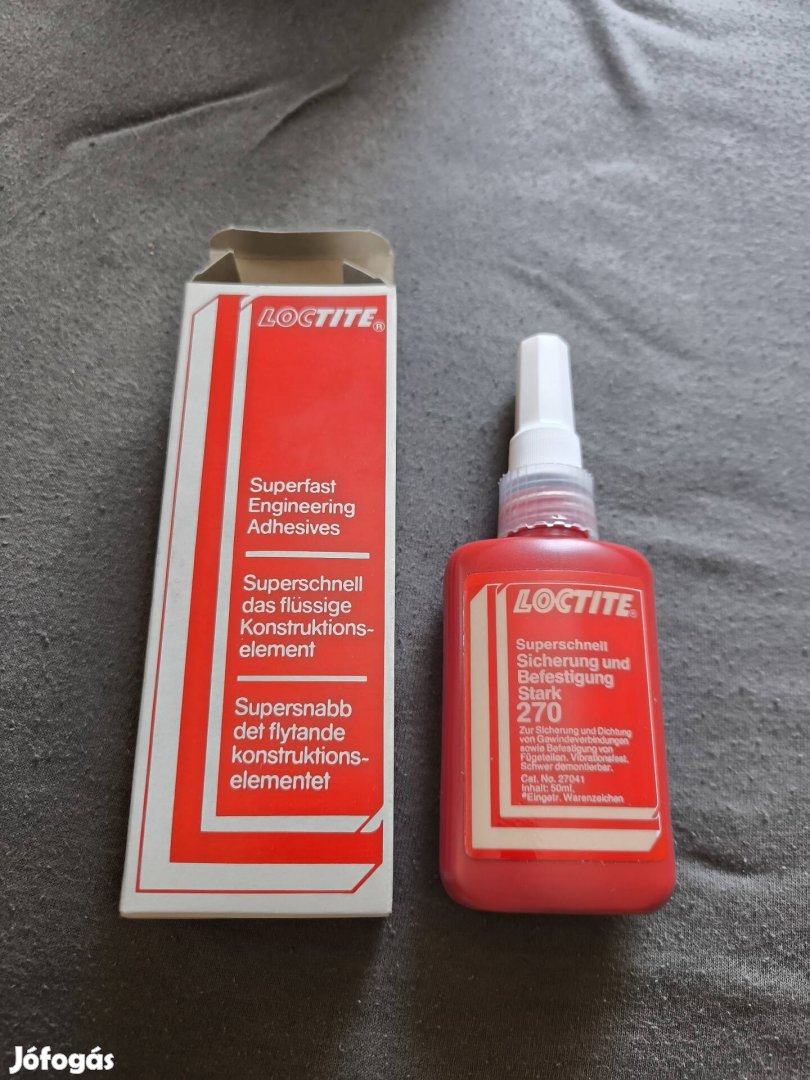 LOCTITE®
Superfast
Engineering
Adhesives
Superschnell
das flüssige
Konstruktions-
element
Supersnabb
det flytande
konstruktions-
elementet
LOCTITE®
Superschnell
Sicherung und
Befestigung
Stark
270
Zur Sicherung und Dichtung
von Gewindeverbindungen
sowie Befestigung von
Fügeteilen. Vibrationsfest.
Schwer demontierbar.
Cat. No. 27041
Inhalt: 50ml.
®Eingetr. Warenzeichen
Jófogás